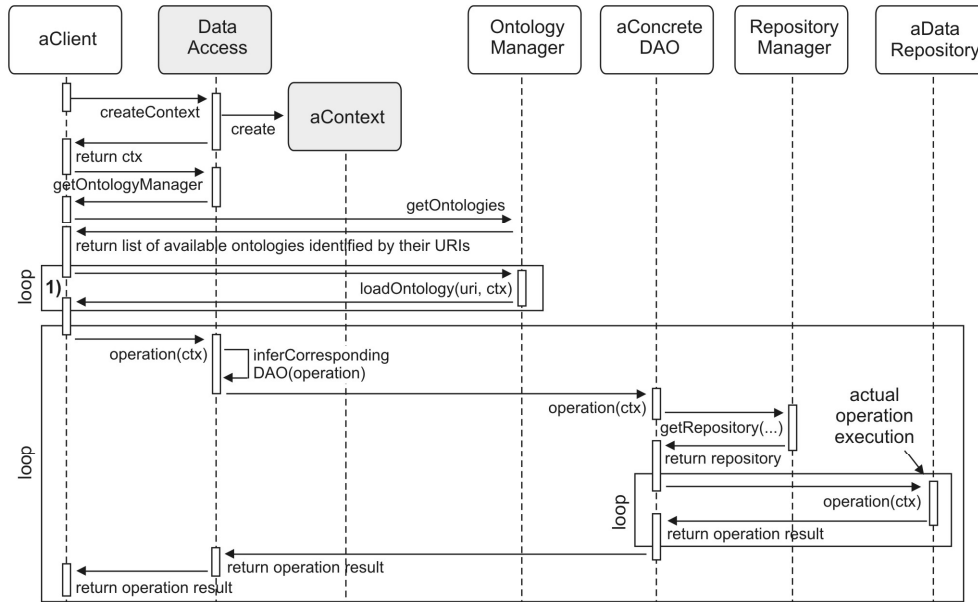 aClient
Data
Access
Ontology
Manager
aConcrete
DAO
Repository
Manager
aData
Repository
createContext
create
aContext
return ctx
getOntologyManager
getOntologies
return list of available ontologies identified by their URIs
loop
1)
loadOntology(uri, ctx)
operation(ctx)
inferCorresponding
DAO(operation)
operation(ctx)
getRepository(...)
return repository
actual
operation
execution
loop
loop
operation(ctx)
return operation result
return operation result
return operation result